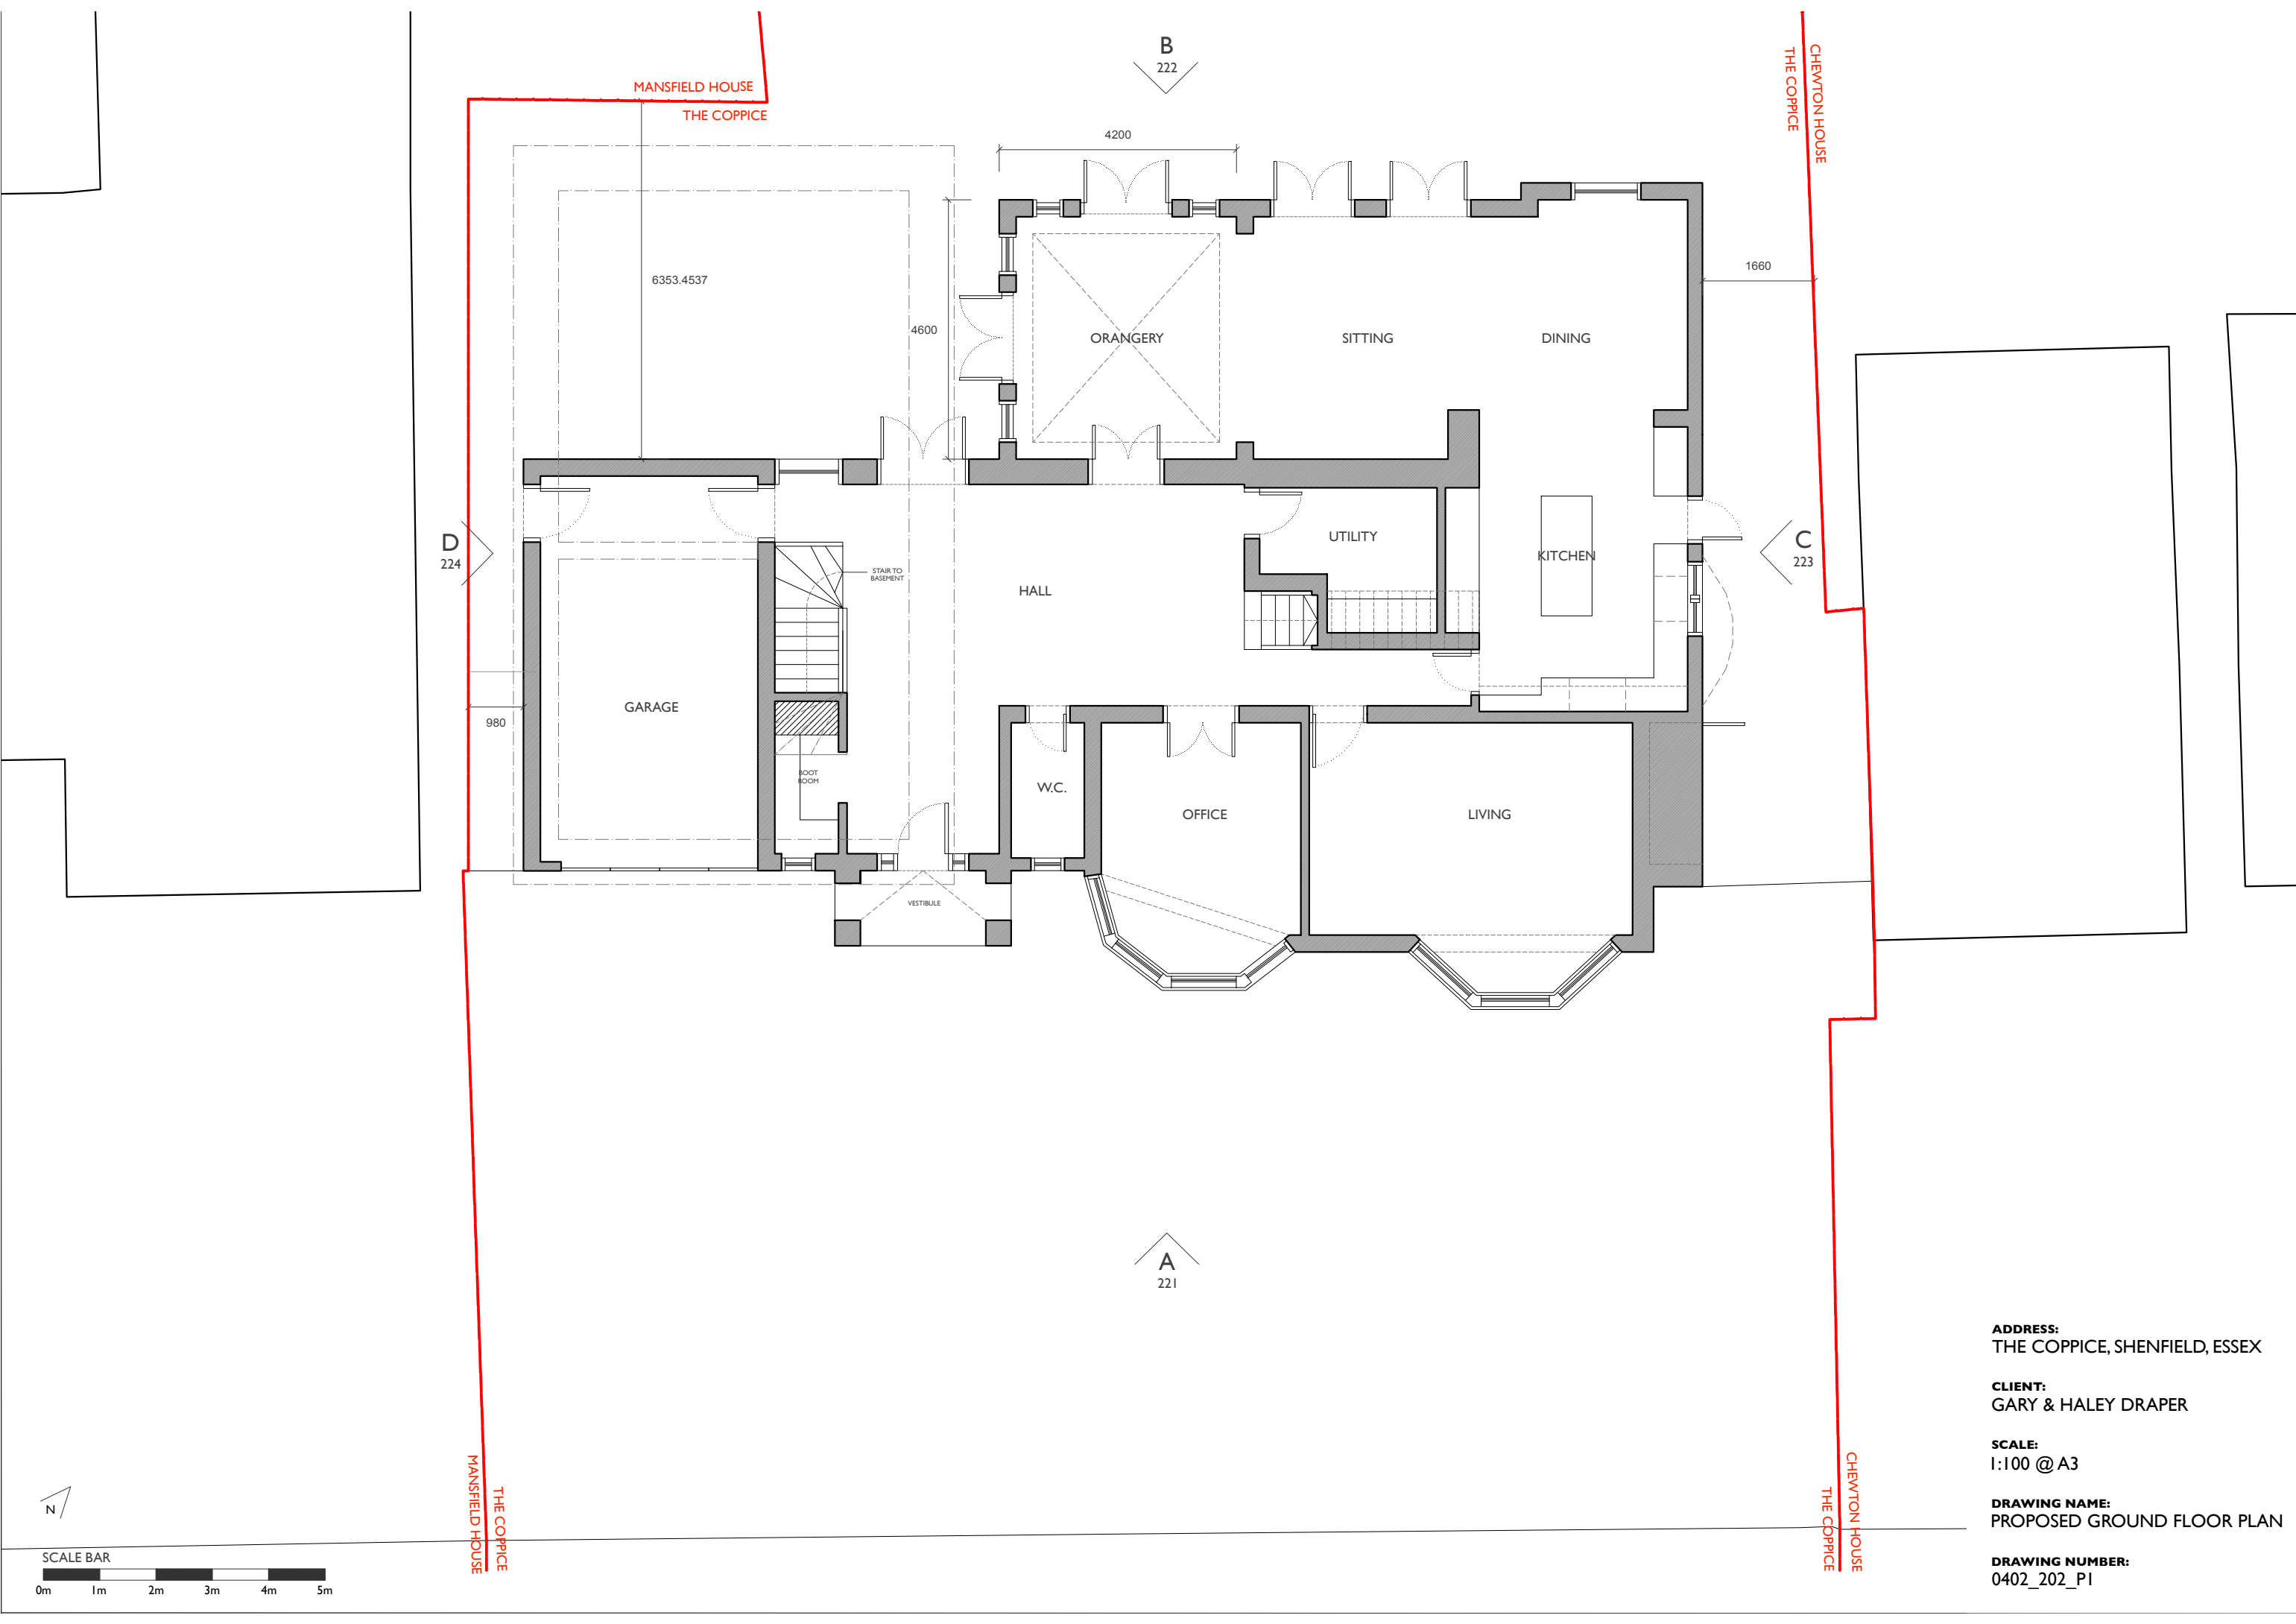 B
222
MANSFIELD HOUSE
THE COPPICE
CHEWTON HOUSE
THE COPPICE
4200
6353.4537
4600
1660
ORANGERY
SITTING
DINING
D
224
UTILITY
KITCHEN
C
223
STAIR TO
BASEMENT
HALL
GARAGE
980
BOOT
ROOM
W.C.
OFFICE
LIVING
VESTIBULE
A
221
MANSFIELD HOUSE
THE COPPICE
CHEWTON HOUSE
THE COPPICE
N
SCALE BAR
0m 1m 2m 3m 4m 5m
ADDRESS:
THE COPPICE, SHENFIELD, ESSEX
CLIENT:
GARY & HALEY DRAPER
SCALE:
1:100 @ A3
DRAWING NAME:
PROPOSED GROUND FLOOR PLAN
DRAWING NUMBER:
0402_202_P1